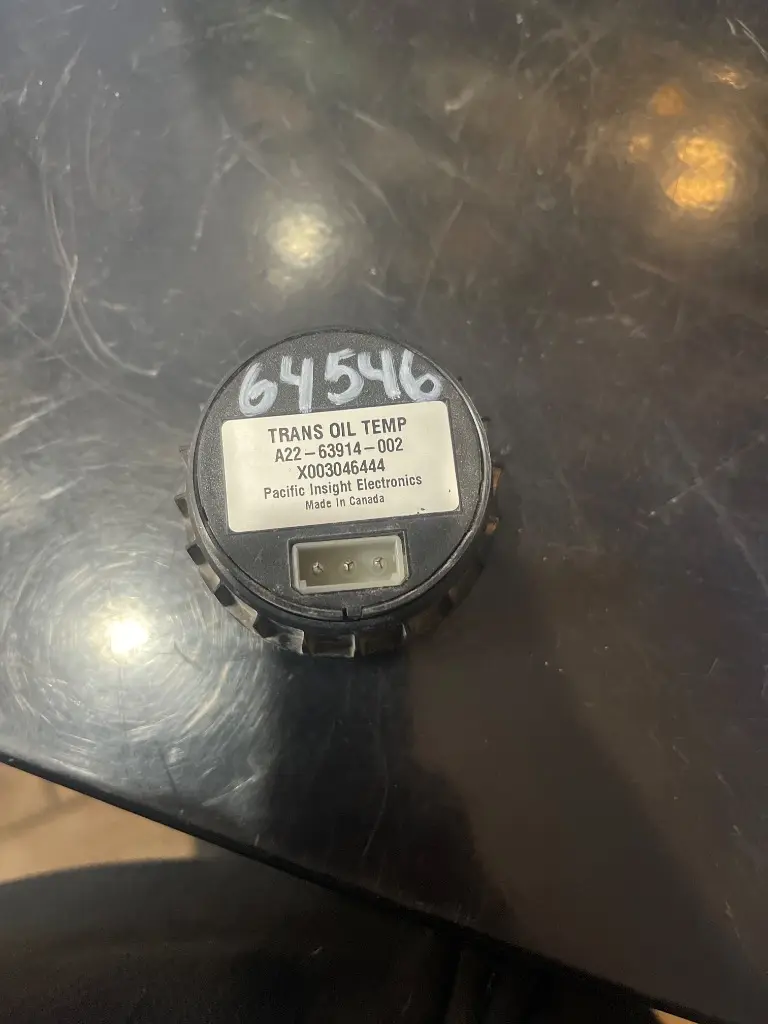 64546
TRANS OIL TEMP
A22-63914-002
X003046444
Pacific Insight Electronics
Made In Canada